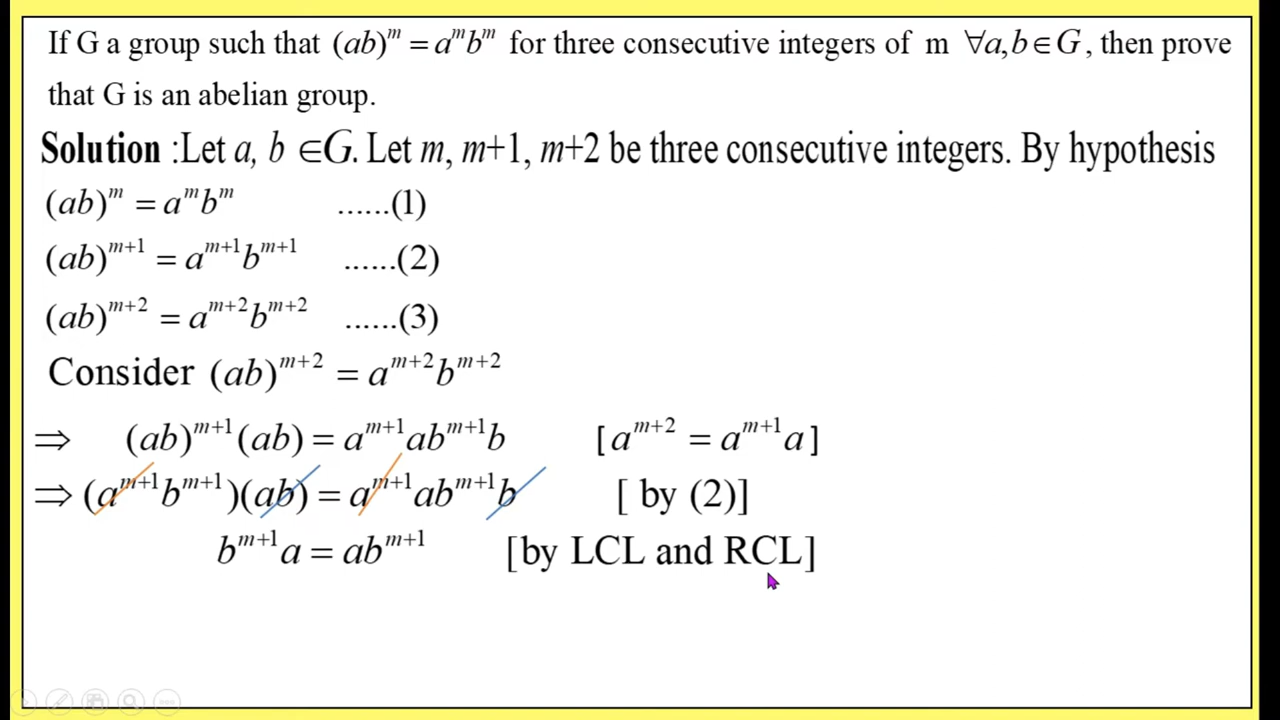 If G a group such that (ab)^m = a^m b^m for three consecutive integers of m ∀a,b∈G, then prove
that G is an abelian group.
Solution :Let a, b ∈G. Let m, m+1, m+2 be three consecutive integers. By hypothesis
(ab)^m = a^m b^m ......(1)
(ab)^{m+1} = a^{m+1} b^{m+1} ......(2)
(ab)^{m+2} = a^{m+2} b^{m+2} ......(3)
Consider (ab)^{m+2} = a^{m+2} b^{m+2}
⇒ (ab)^{m+1} (ab) = a^{m+1} ab^{m+1} b [a^{m+2} = a^{m+1} a]
⇒ (a^{m+1} b^{m+1})(ab) = a^{m+1} ab^{m+1} b [ by (2)]
b^{m+1} a = ab^{m+1} [by LCL and RCL]